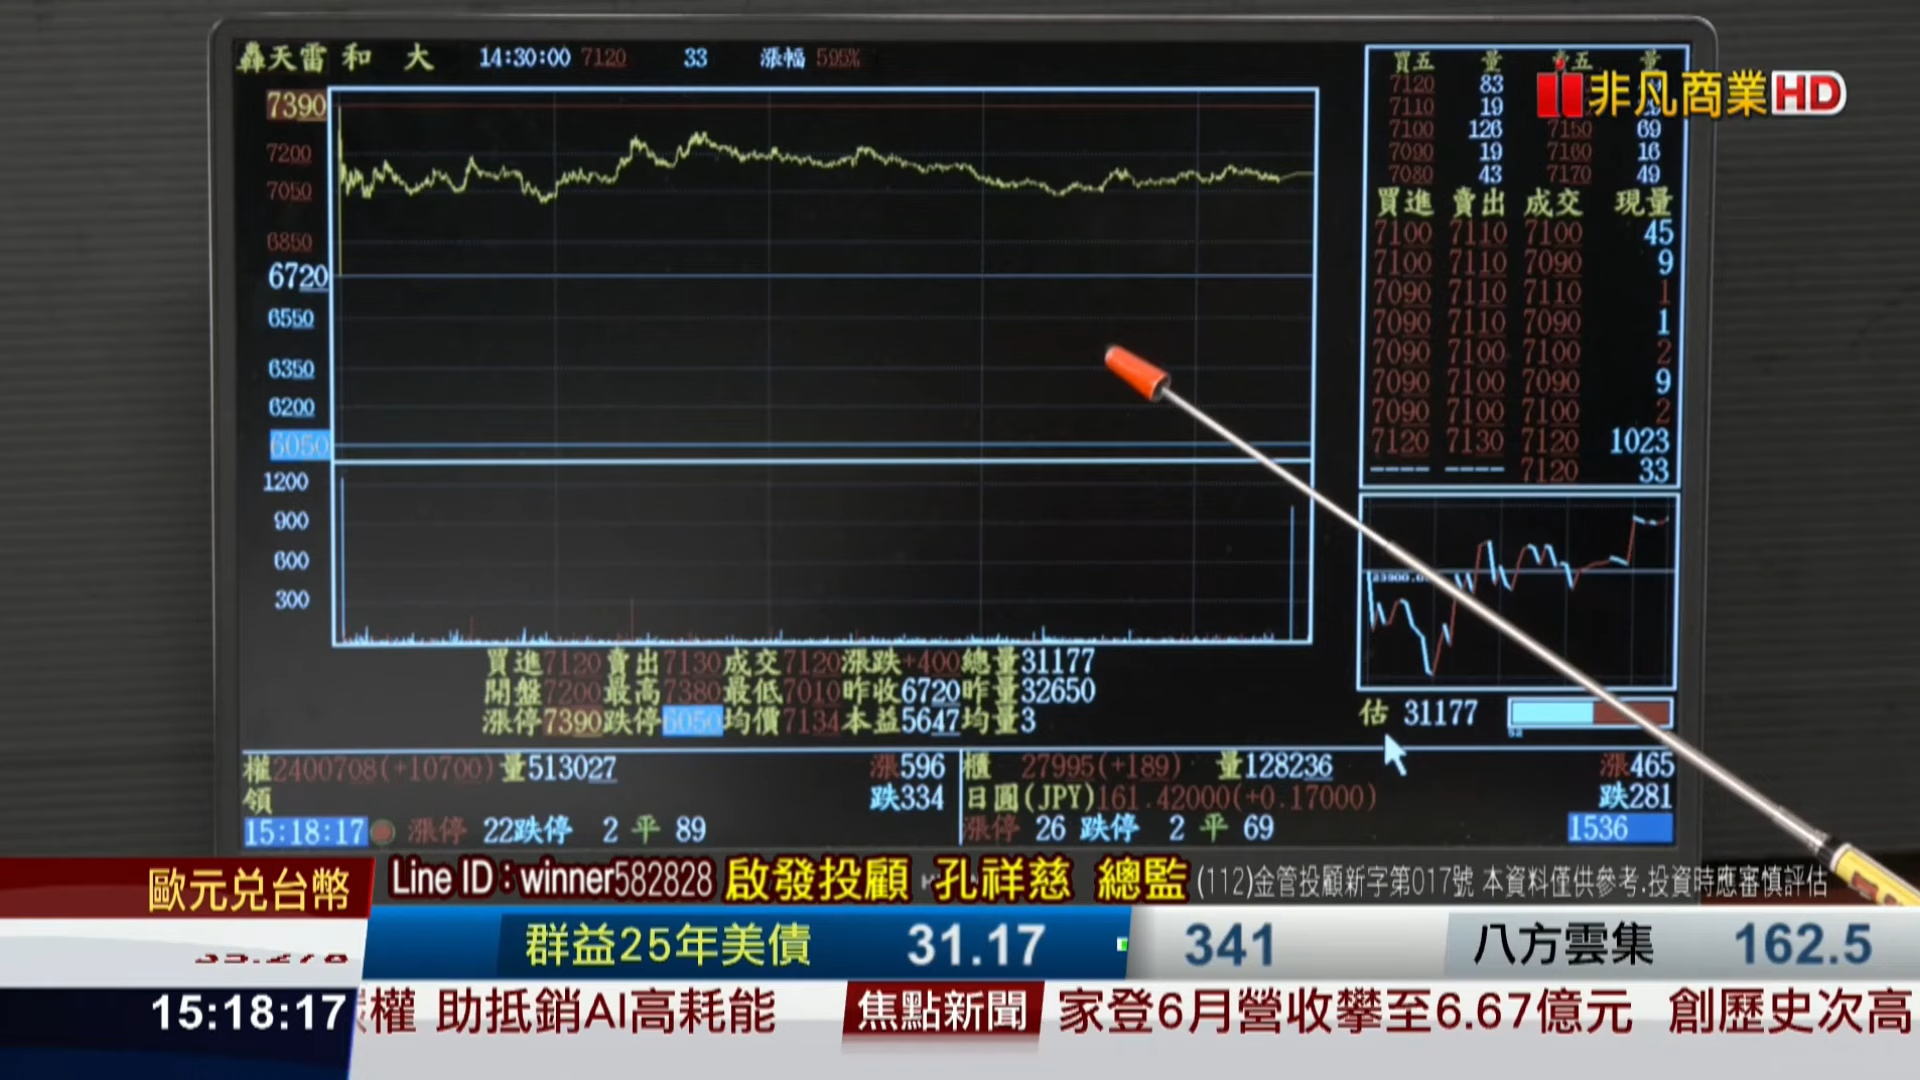 轟天雷 和 大 14:30:00 7120 33 漲幅 595%
7390
7200
7050
6850
6720
6550
6350
6200
6050
1200
900
600
300
買五 量 賣五 量
7120 83
7110 19
7100 126 7150 69
7090 19 7160 16
7080 43 7170 49
非凡商業HD
買進 賣出 成交 現量
7100 7110 7100 45
7100 7110 7090 9
7090 7110 7110 1
7090 7110 7090 1
7090 7100 7100 2
7090 7100 7090 9
7090 7100 7100 2
7120 7130 7120 1023
---- ---- 7120 33
買進7120賣出7130成交7120漲跌+400總量31177
開盤7200最高7380最低7010昨收6720昨量32650
漲停7390跌停6050均價7134本益5647均量3
估 31177
權2400708(+10700)量513027 漲596
領 跌334
15:18:17 漲停 22跌停 2 平 89
櫃 27995(+189) 量128236 漲465
日圓(JPY)161.42000(+0.17000) 跌281
漲停 26 跌停 2 平 69 1536
歐元兌台幣
Line ID:winner582828 啟發投顧 孔祥慈 總監 (112)金管投顧新字第017號 本資料僅供參考.投資時應審慎評估
群益25年美債 31.17 341 八方雲集 162.5
15:18:17 權 助抵銷AI高耗能 焦點新聞 家登6月營收攀至6.67億元 創歷史次高